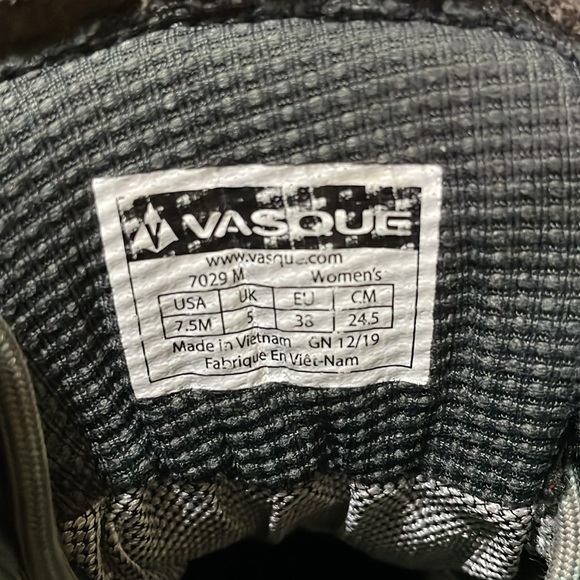 VASQUE
www.vasque.com
7029 M Women's
USA UK EU CM
7.5M 5 38 24.5
Made in Vietnam GN 12/19
Fabrique En Viêt-Nam